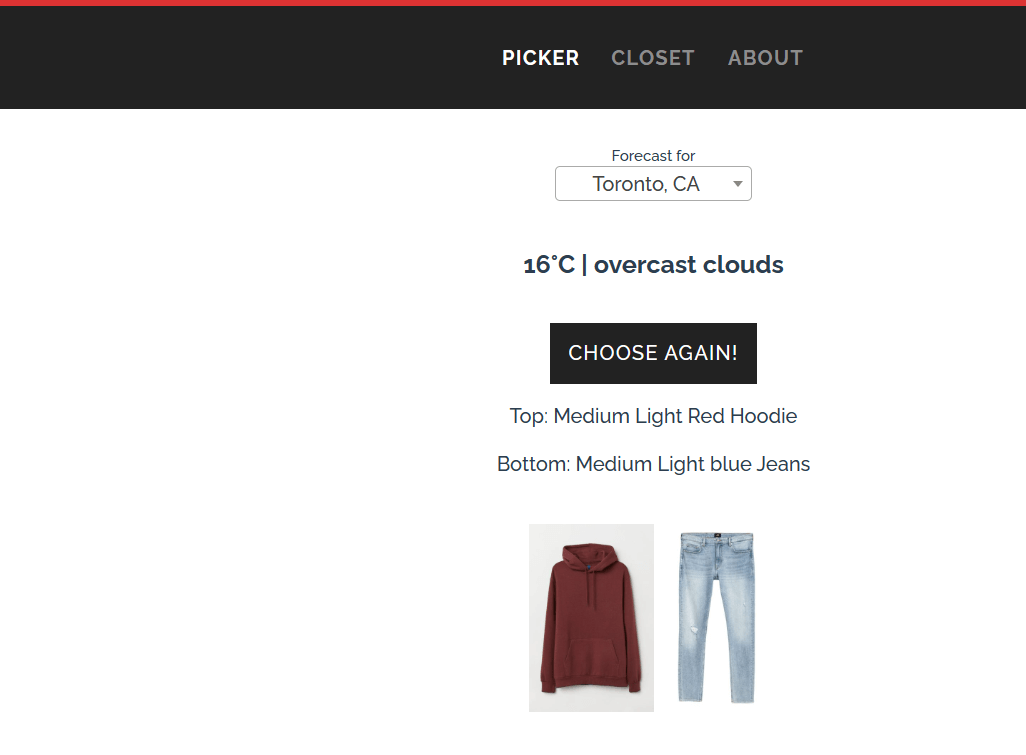 PICKER CLOSET ABOUT
Forecast for
Toronto, CA
16°C | overcast clouds
CHOOSE AGAIN!
Top: Medium Light Red Hoodie
Bottom: Medium Light blue Jeans